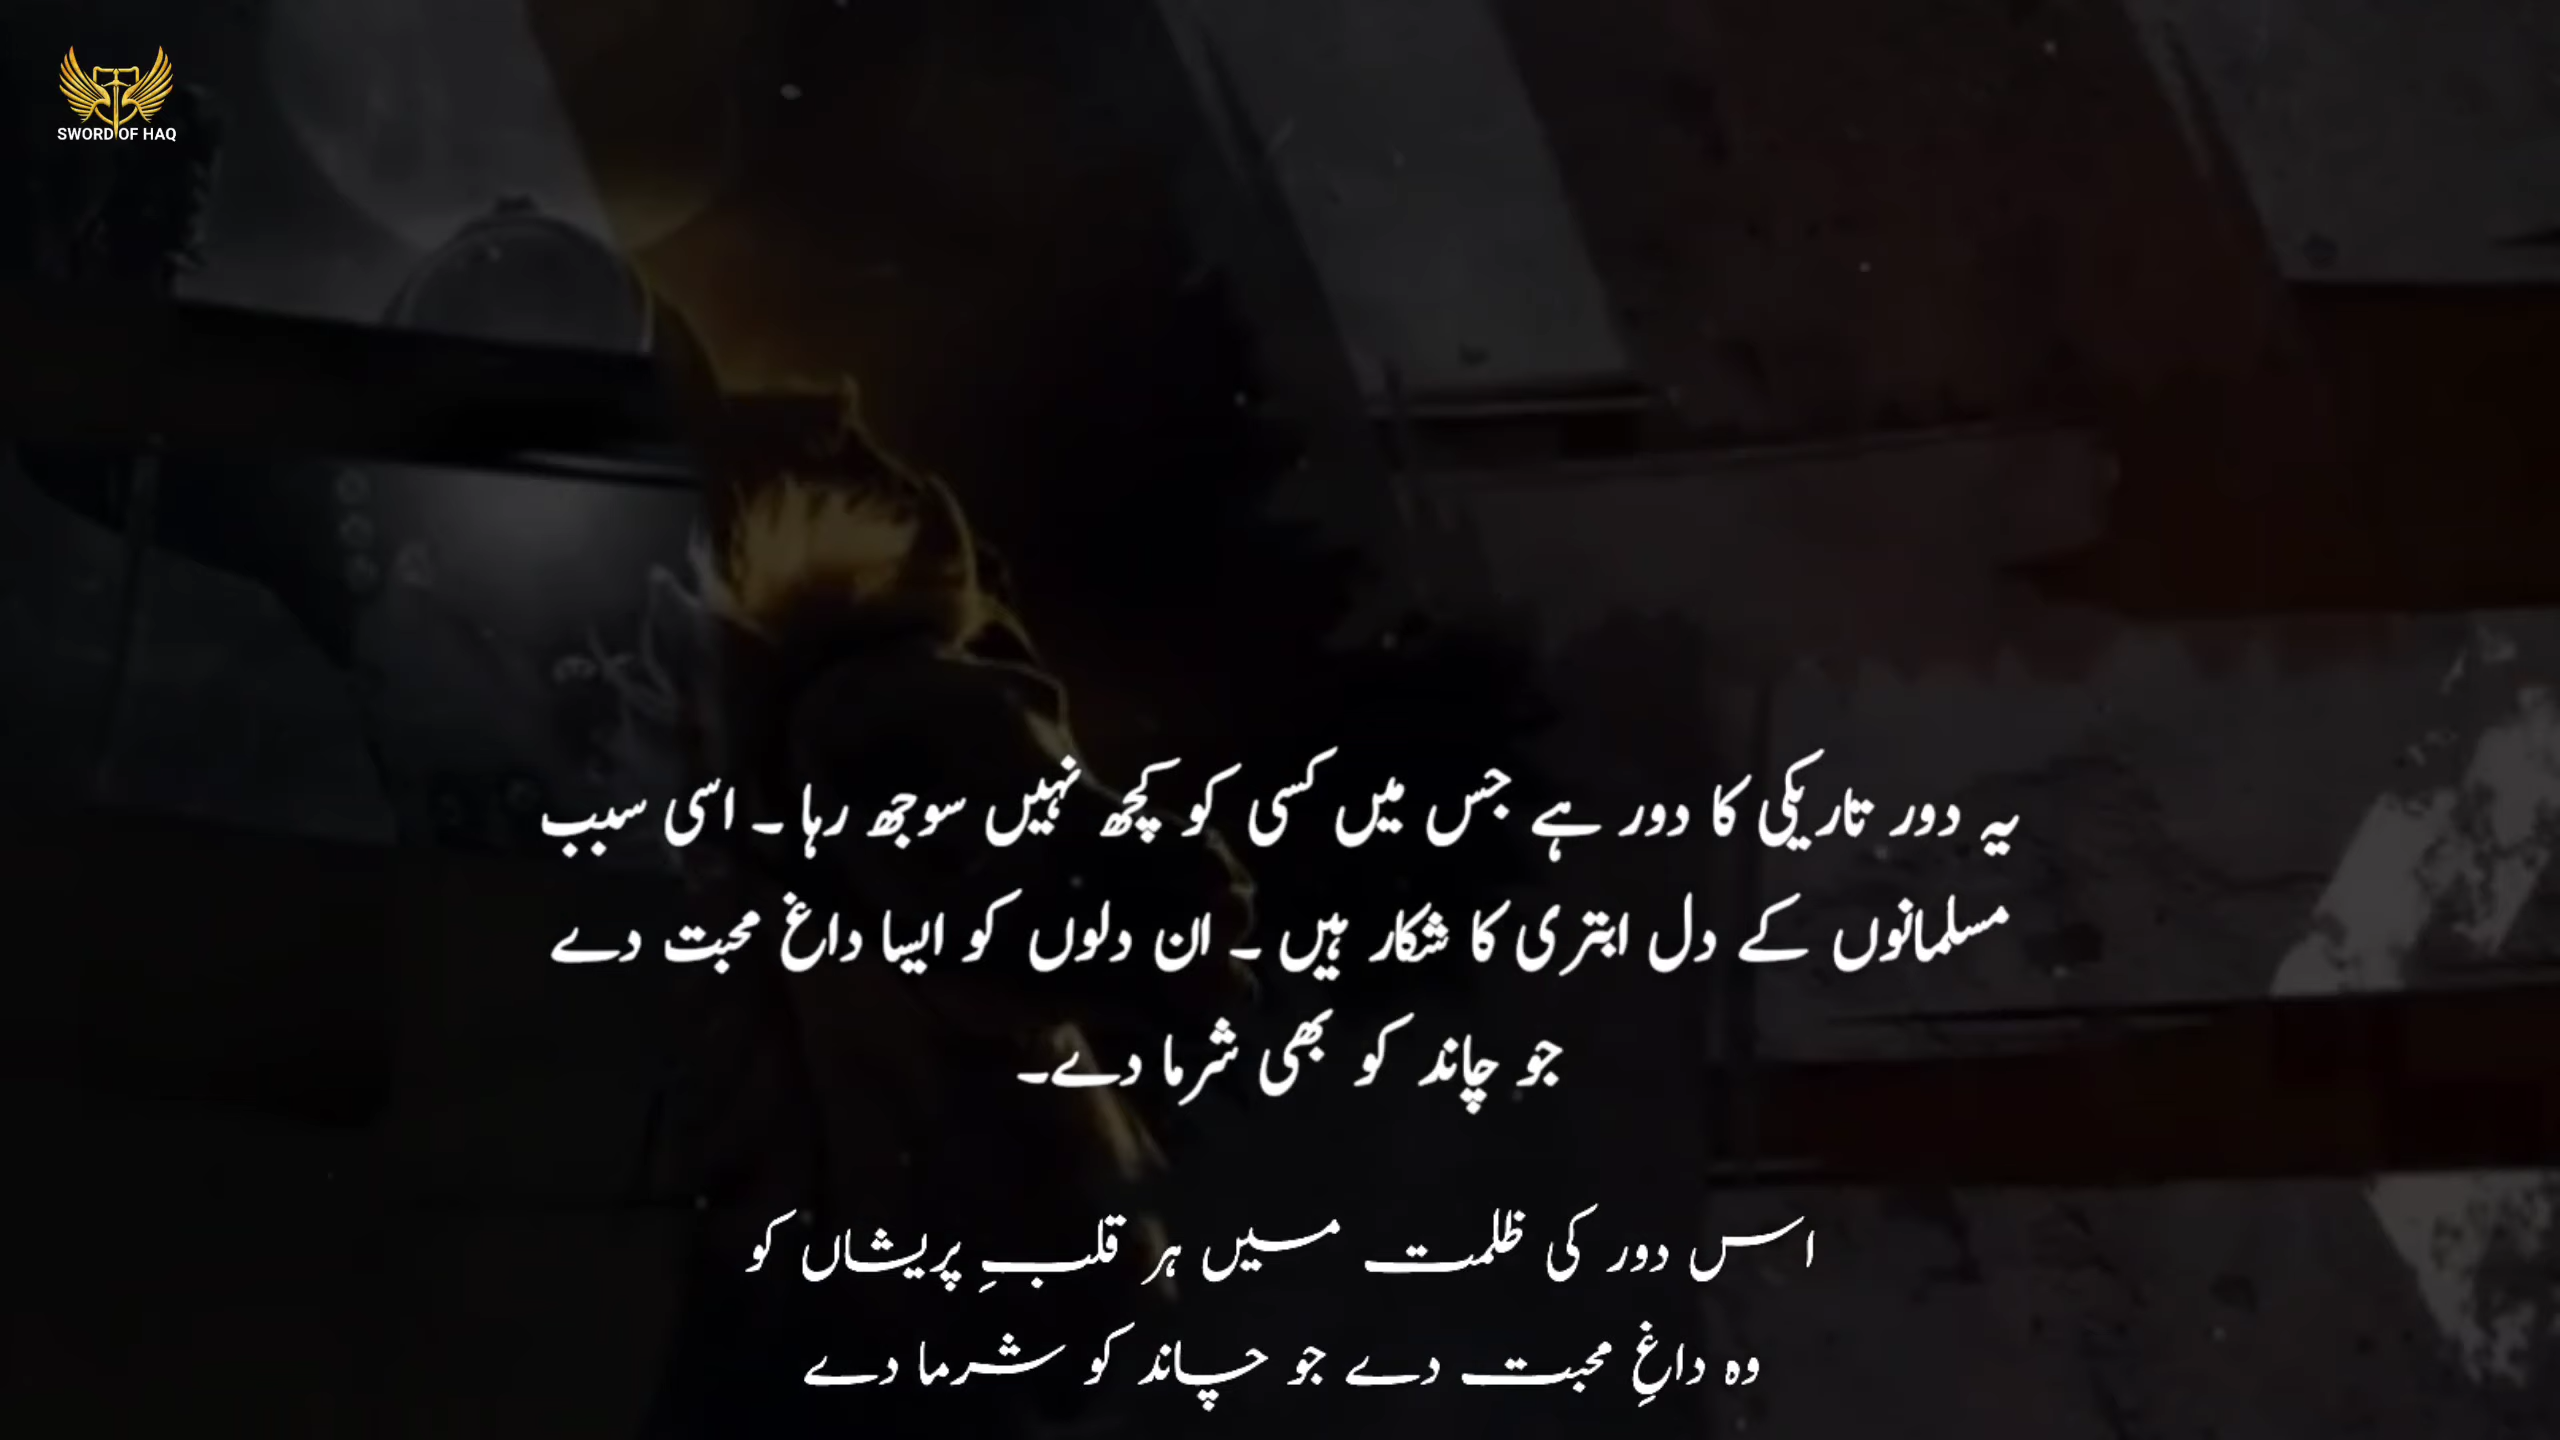 SWORD OF HAQ
یہ دور تاریکی کا دور ہے جس میں کسی کو کچھ نہیں سوجھ رہا ۔ اسی سبب
مسلمانوں کے دل ابتری کا شکار ہیں ۔ ان دلوں کو ایسا داغ محبت دے
جو چاند کو بھی شرما دے۔
اس دور کی ظلمت میں ہر قلبِ پریشاں کو
وہ داغِ محبت دے جو چاند کو شرما دے